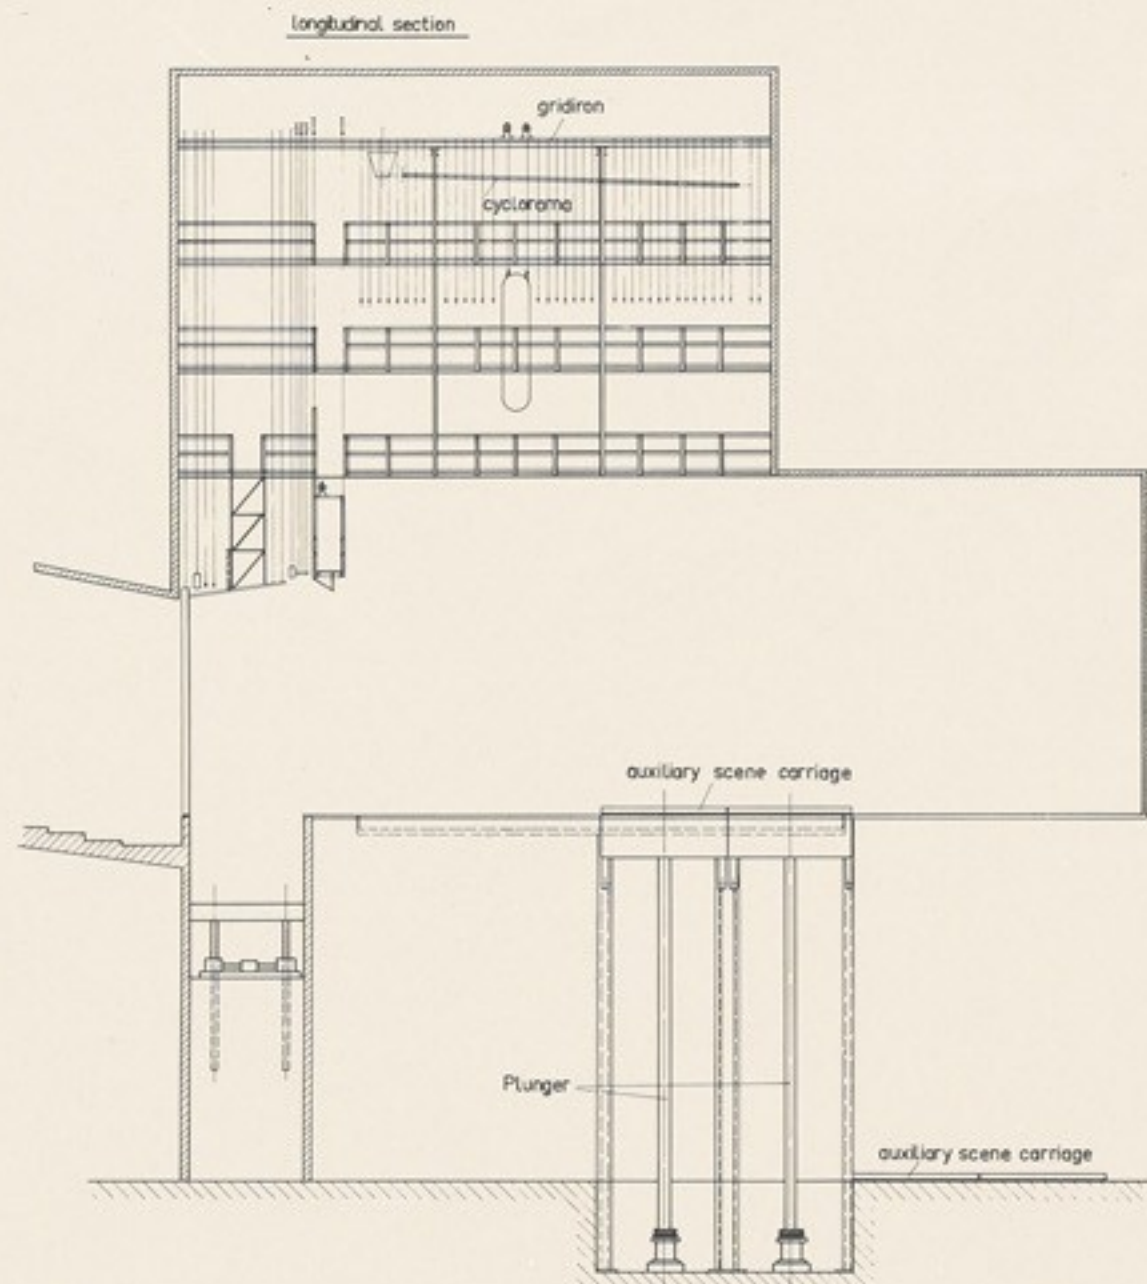 longitudinal section
gridiron
cyclorama
auxiliary scene carriage
Plunger
auxiliary scene carriage